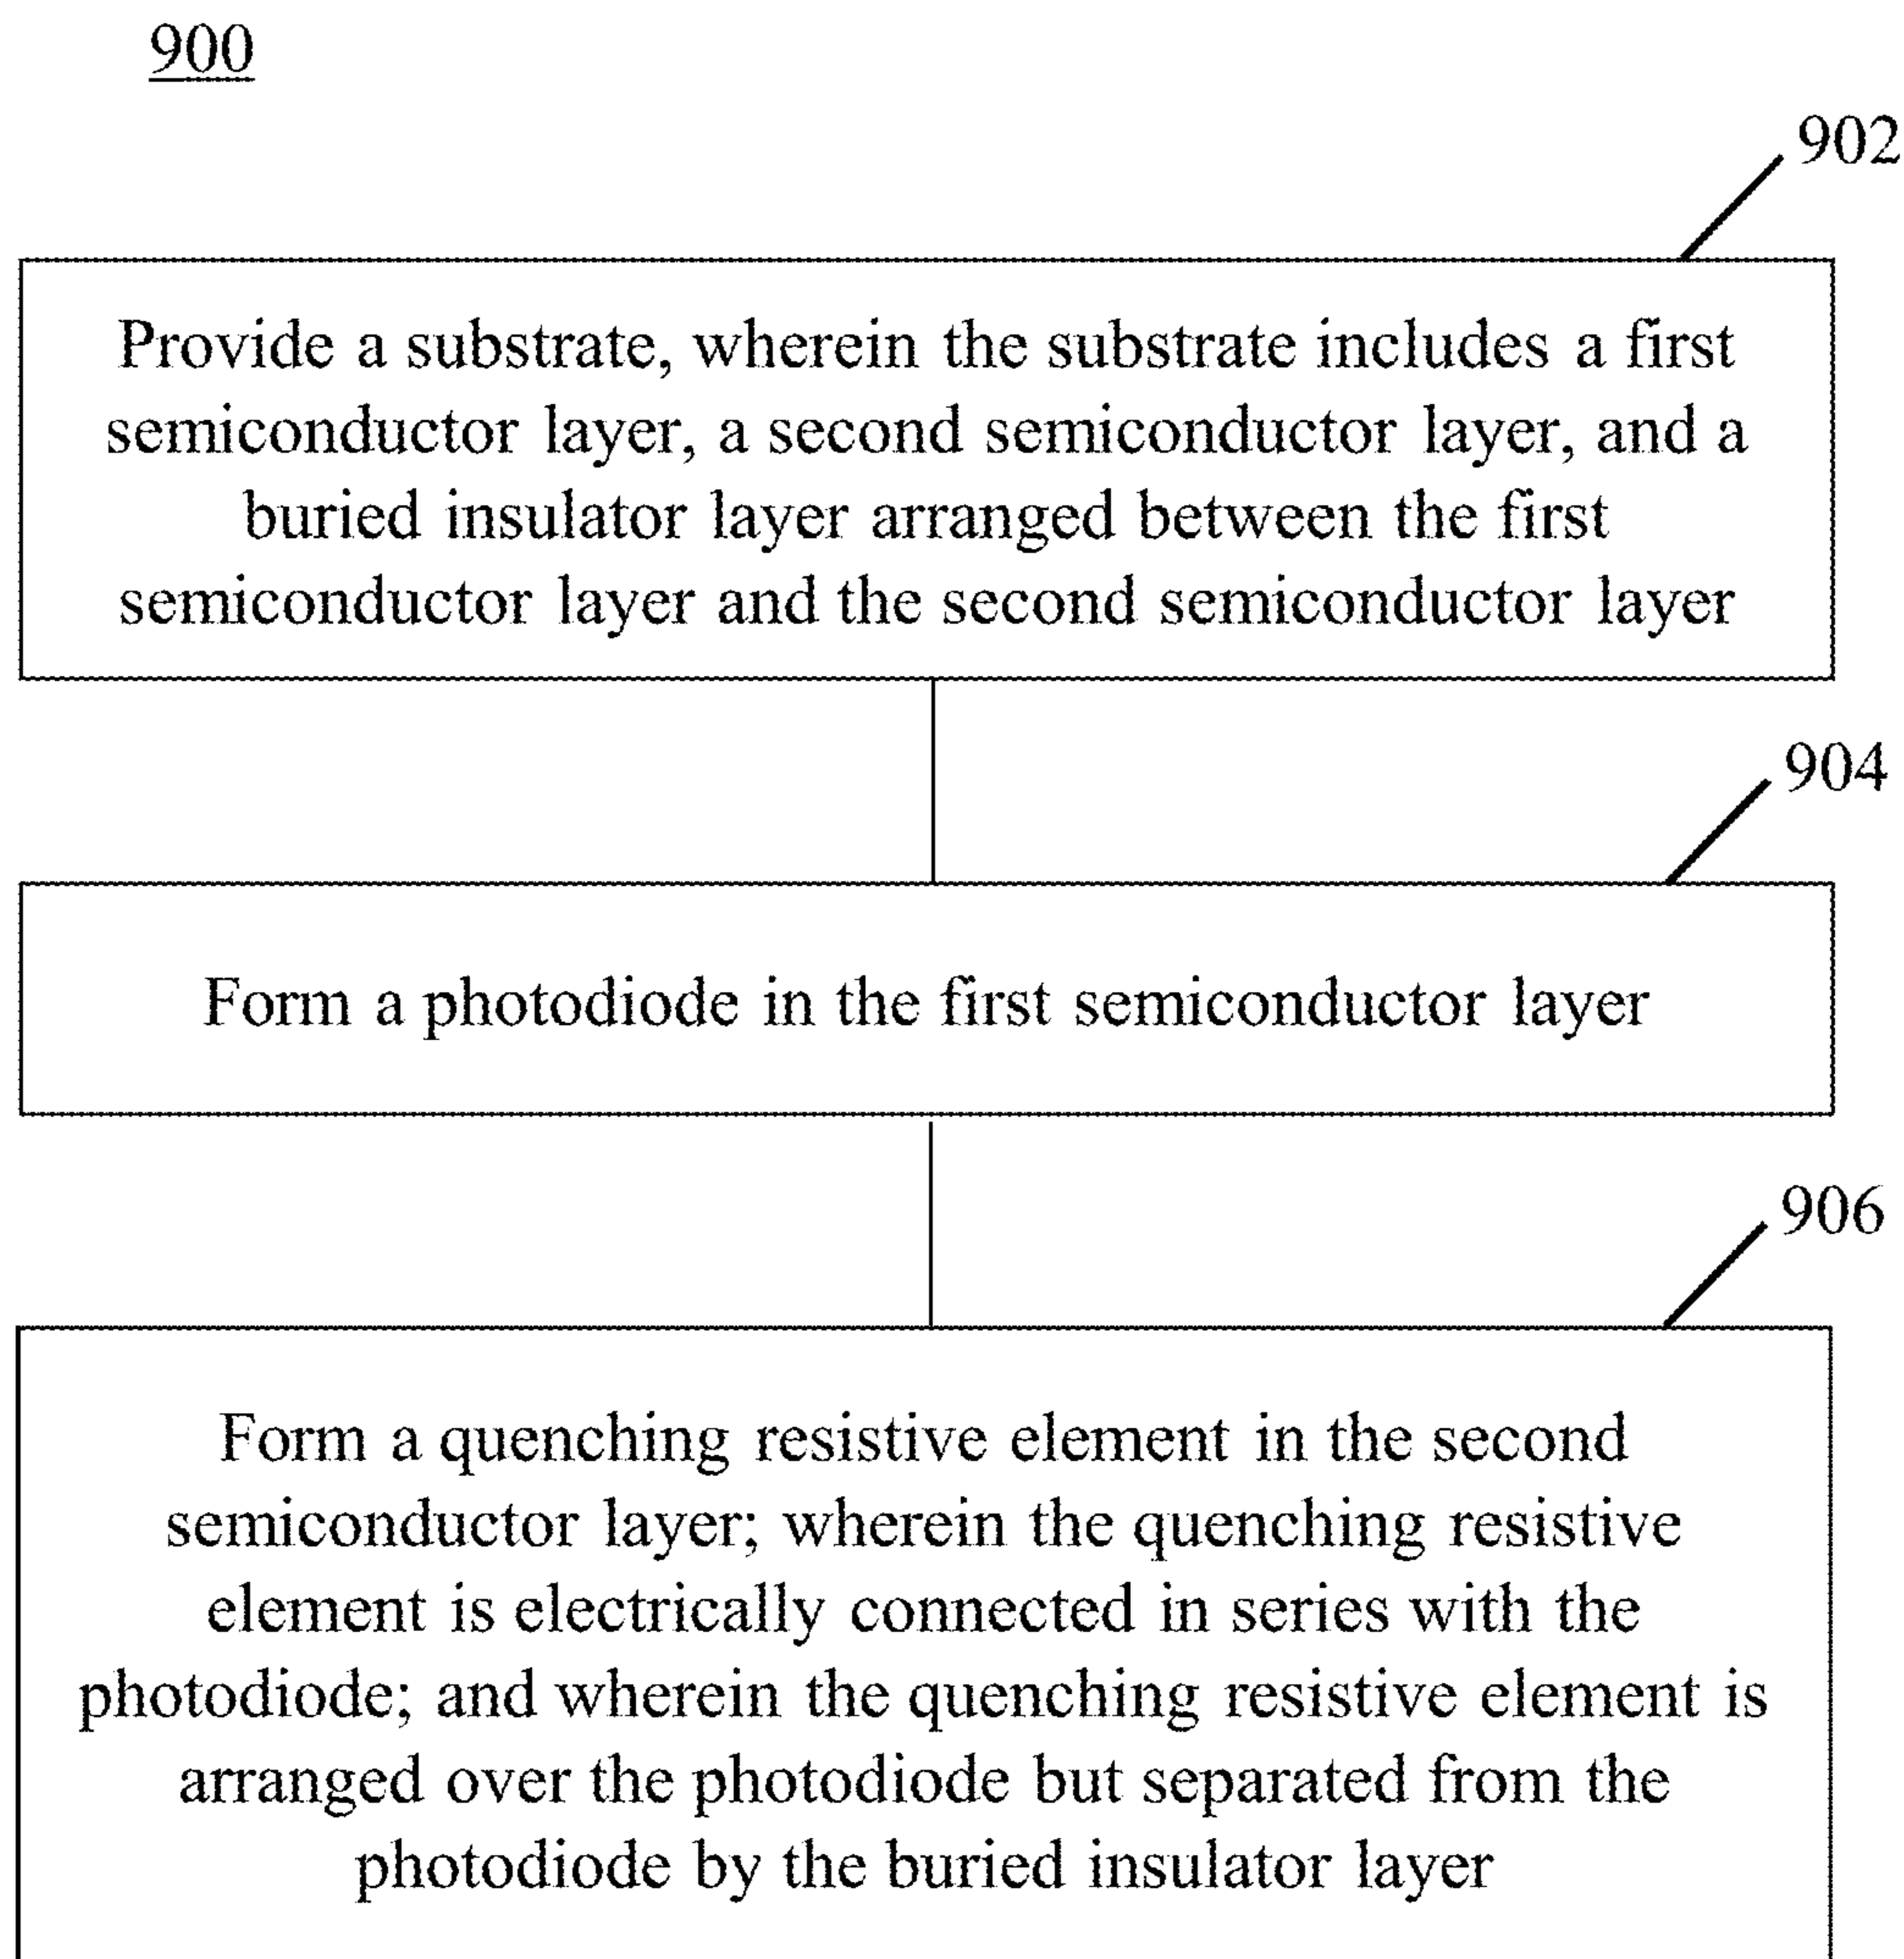 900
902
Provide a substrate, wherein the substrate includes a first
semiconductor layer, a second semiconductor layer, and a
buried insulator layer arranged between the first
semiconductor layer and the second semiconductor layer
904
Form a photodiode in the first semiconductor layer
906
Form a quenching resistive element in the second
semiconductor layer; wherein the quenching resistive
element is electrically connected in series with the
photodiode; and wherein the quenching resistive element is
arranged over the photodiode but separated from the
photodiode by the buried insulator layer